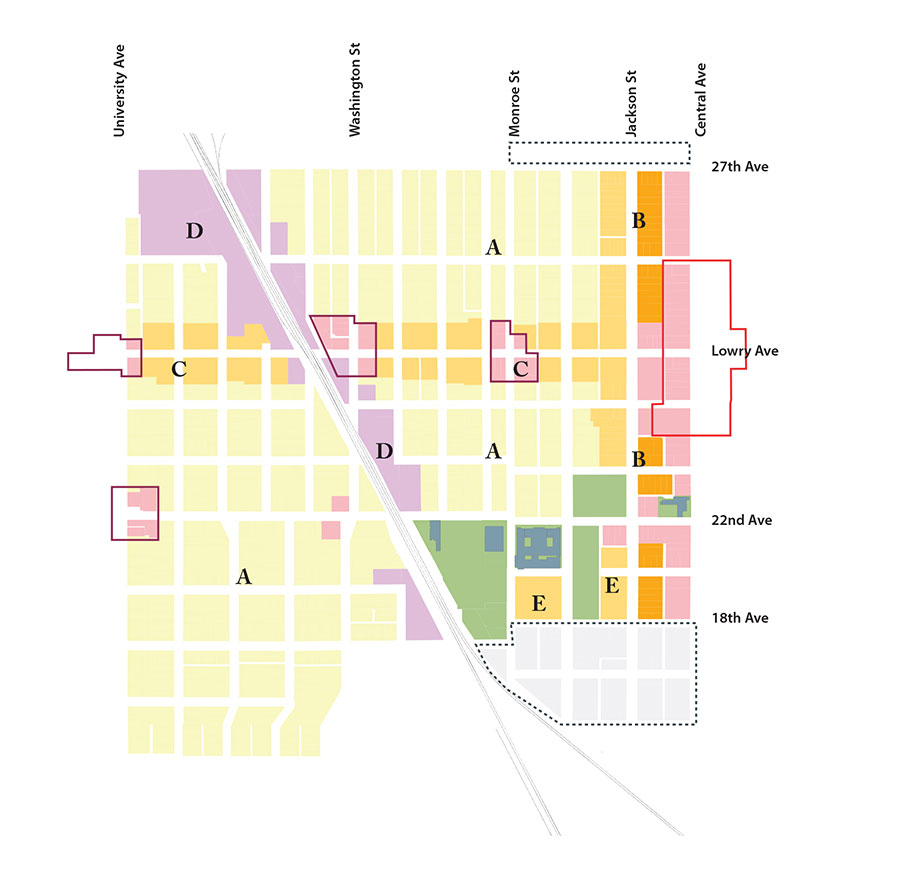 University Ave
Washington St
Monroe St
Jackson St
Central Ave
27th Ave
B
D
A
Lowry Ave
C
C
D
A
B
22nd Ave
A
E
E
18th Ave